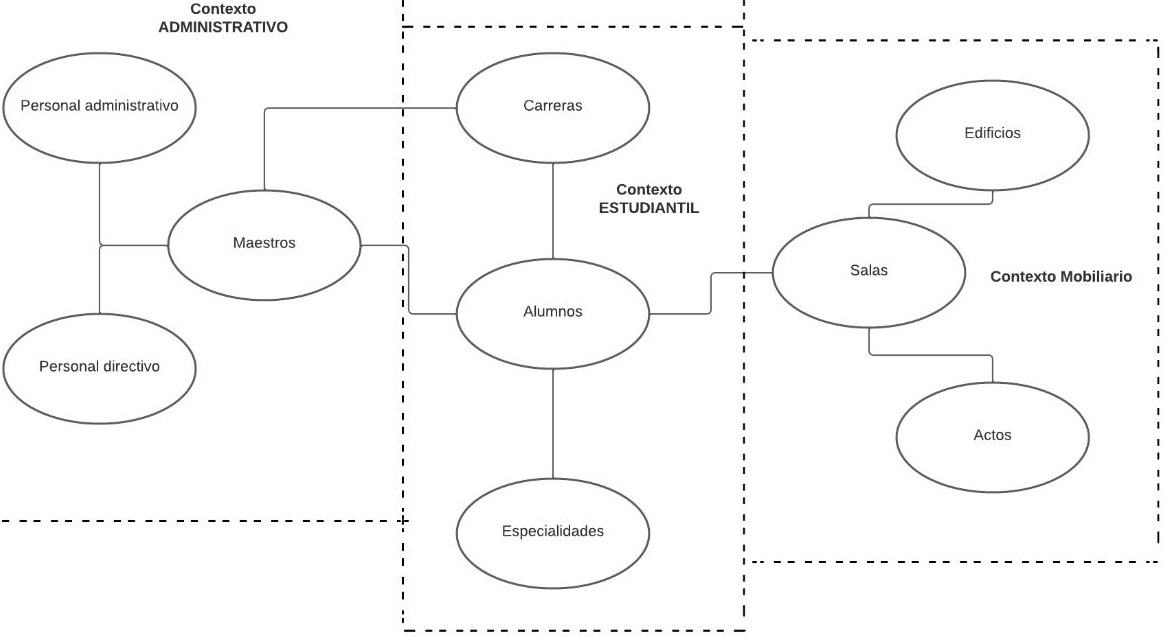 Contexto
ADMINISTRATIVO
Personal administrativo
Maestros
Personal directivo
Carreras
Contexto
ESTUDIANTIL
Alumnos
Especialidades
Edificios
Salas
Contexto Mobiliario
Actos